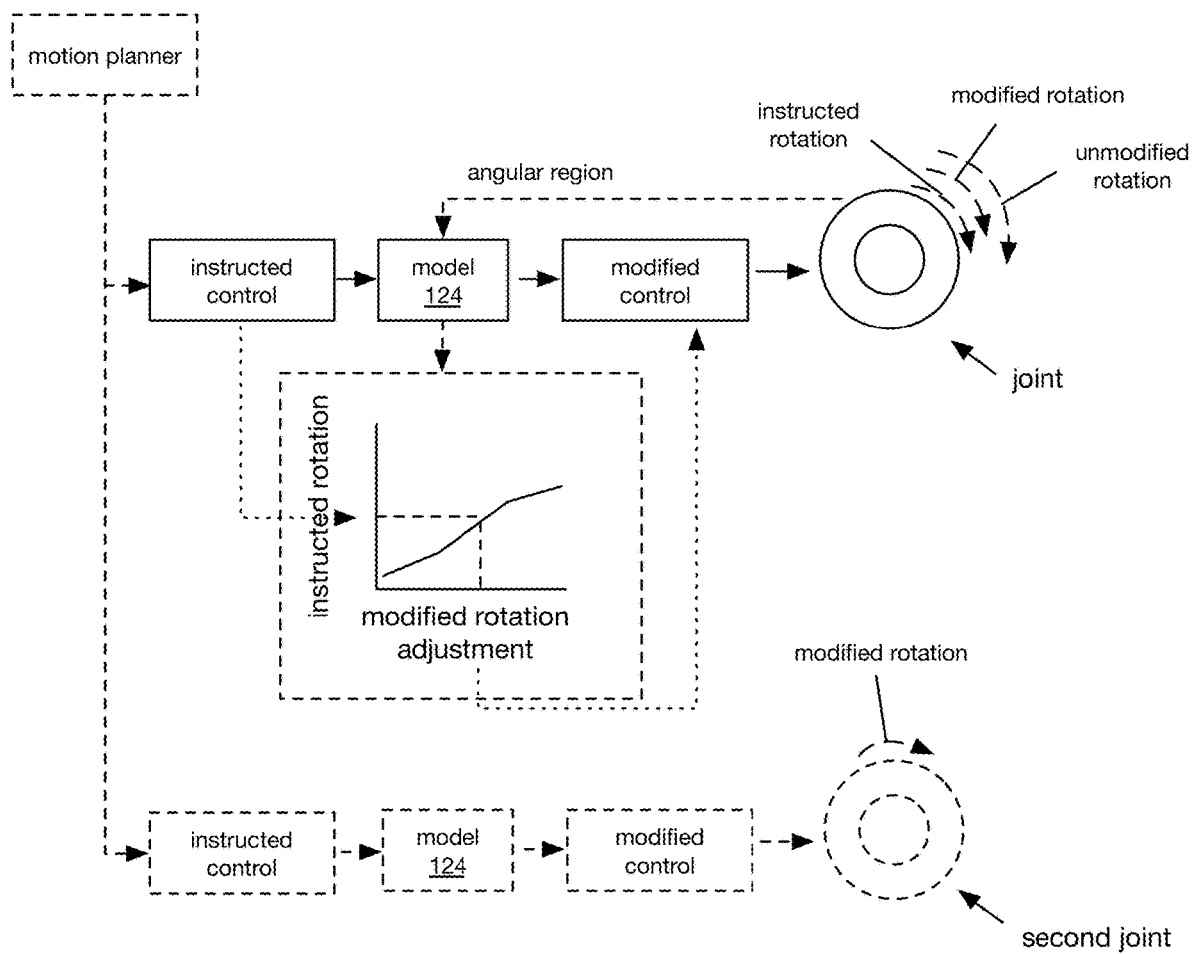 motion planner
modified rotation
instructed
rotation
unmodified
rotation
angular region
instructed
control
model
124
modified
control
joint
instructed rotation
modified rotation
adjustment
modified rotation
instructed
control
model
124
modified
control
second joint